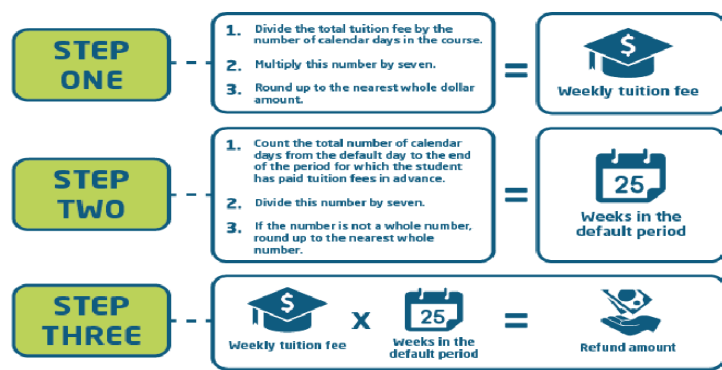 STEP
ONE
1. Divide the total tuition fee by the
number of calendar days in the course.
2. Multiply this number by seven.
3. Round up to the nearest whole dollar
amount.
=
$
Weekly tuition fee
STEP
TWO
1. Count the total number of calendar
days from the default day to the end
of the period for which the student
has paid tuition fees in advance.
2. Divide this number by seven.
3. If the number is not a whole number,
round up to the nearest whole
number.
=
25
Weeks in the
default period
STEP
THREE
$
Weekly tuition fee
x
25
Weeks in the
default period
=
Refund amount